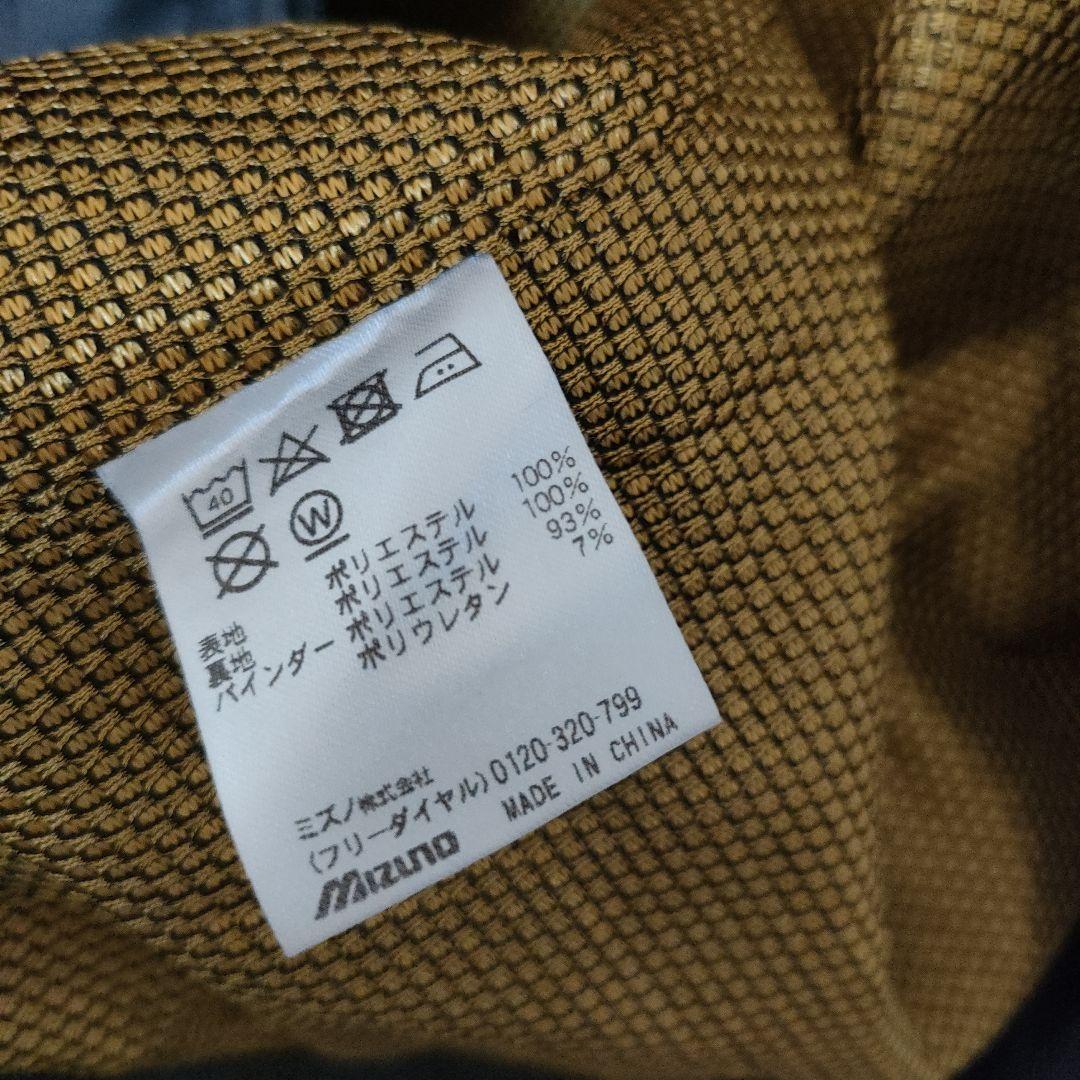 40
W
表地 ポリエステル 100%
裏地 ポリエステル 100%
バインダー ポリエステル 93%
ポリウレタン 7%
ミズノ株式会社
(フリーダイヤル)0120-320-799
MIZUNO MADE IN CHINA